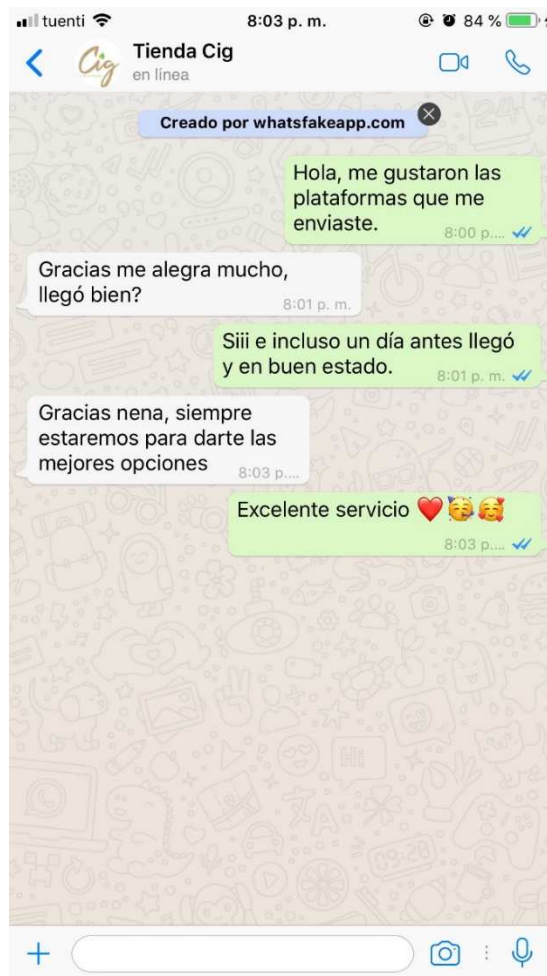 tuenti 8:03 p. m. 84 %
Cig Tienda Cig
en línea
Creado por whatsfakeapp.com
Hola, me gustaron las
plataformas que me
enviaste.
8:00 p.…
Gracias me alegra mucho,
llegó bien?
8:01 p. m.
Siii e incluso un día antes llegó
y en buen estado.
8:01 p. m.
Gracias nena, siempre
estaremos para darte las
mejores opciones
8:03 p.…
Excelente servicio ❤️🥳🥰
8:03 p.…